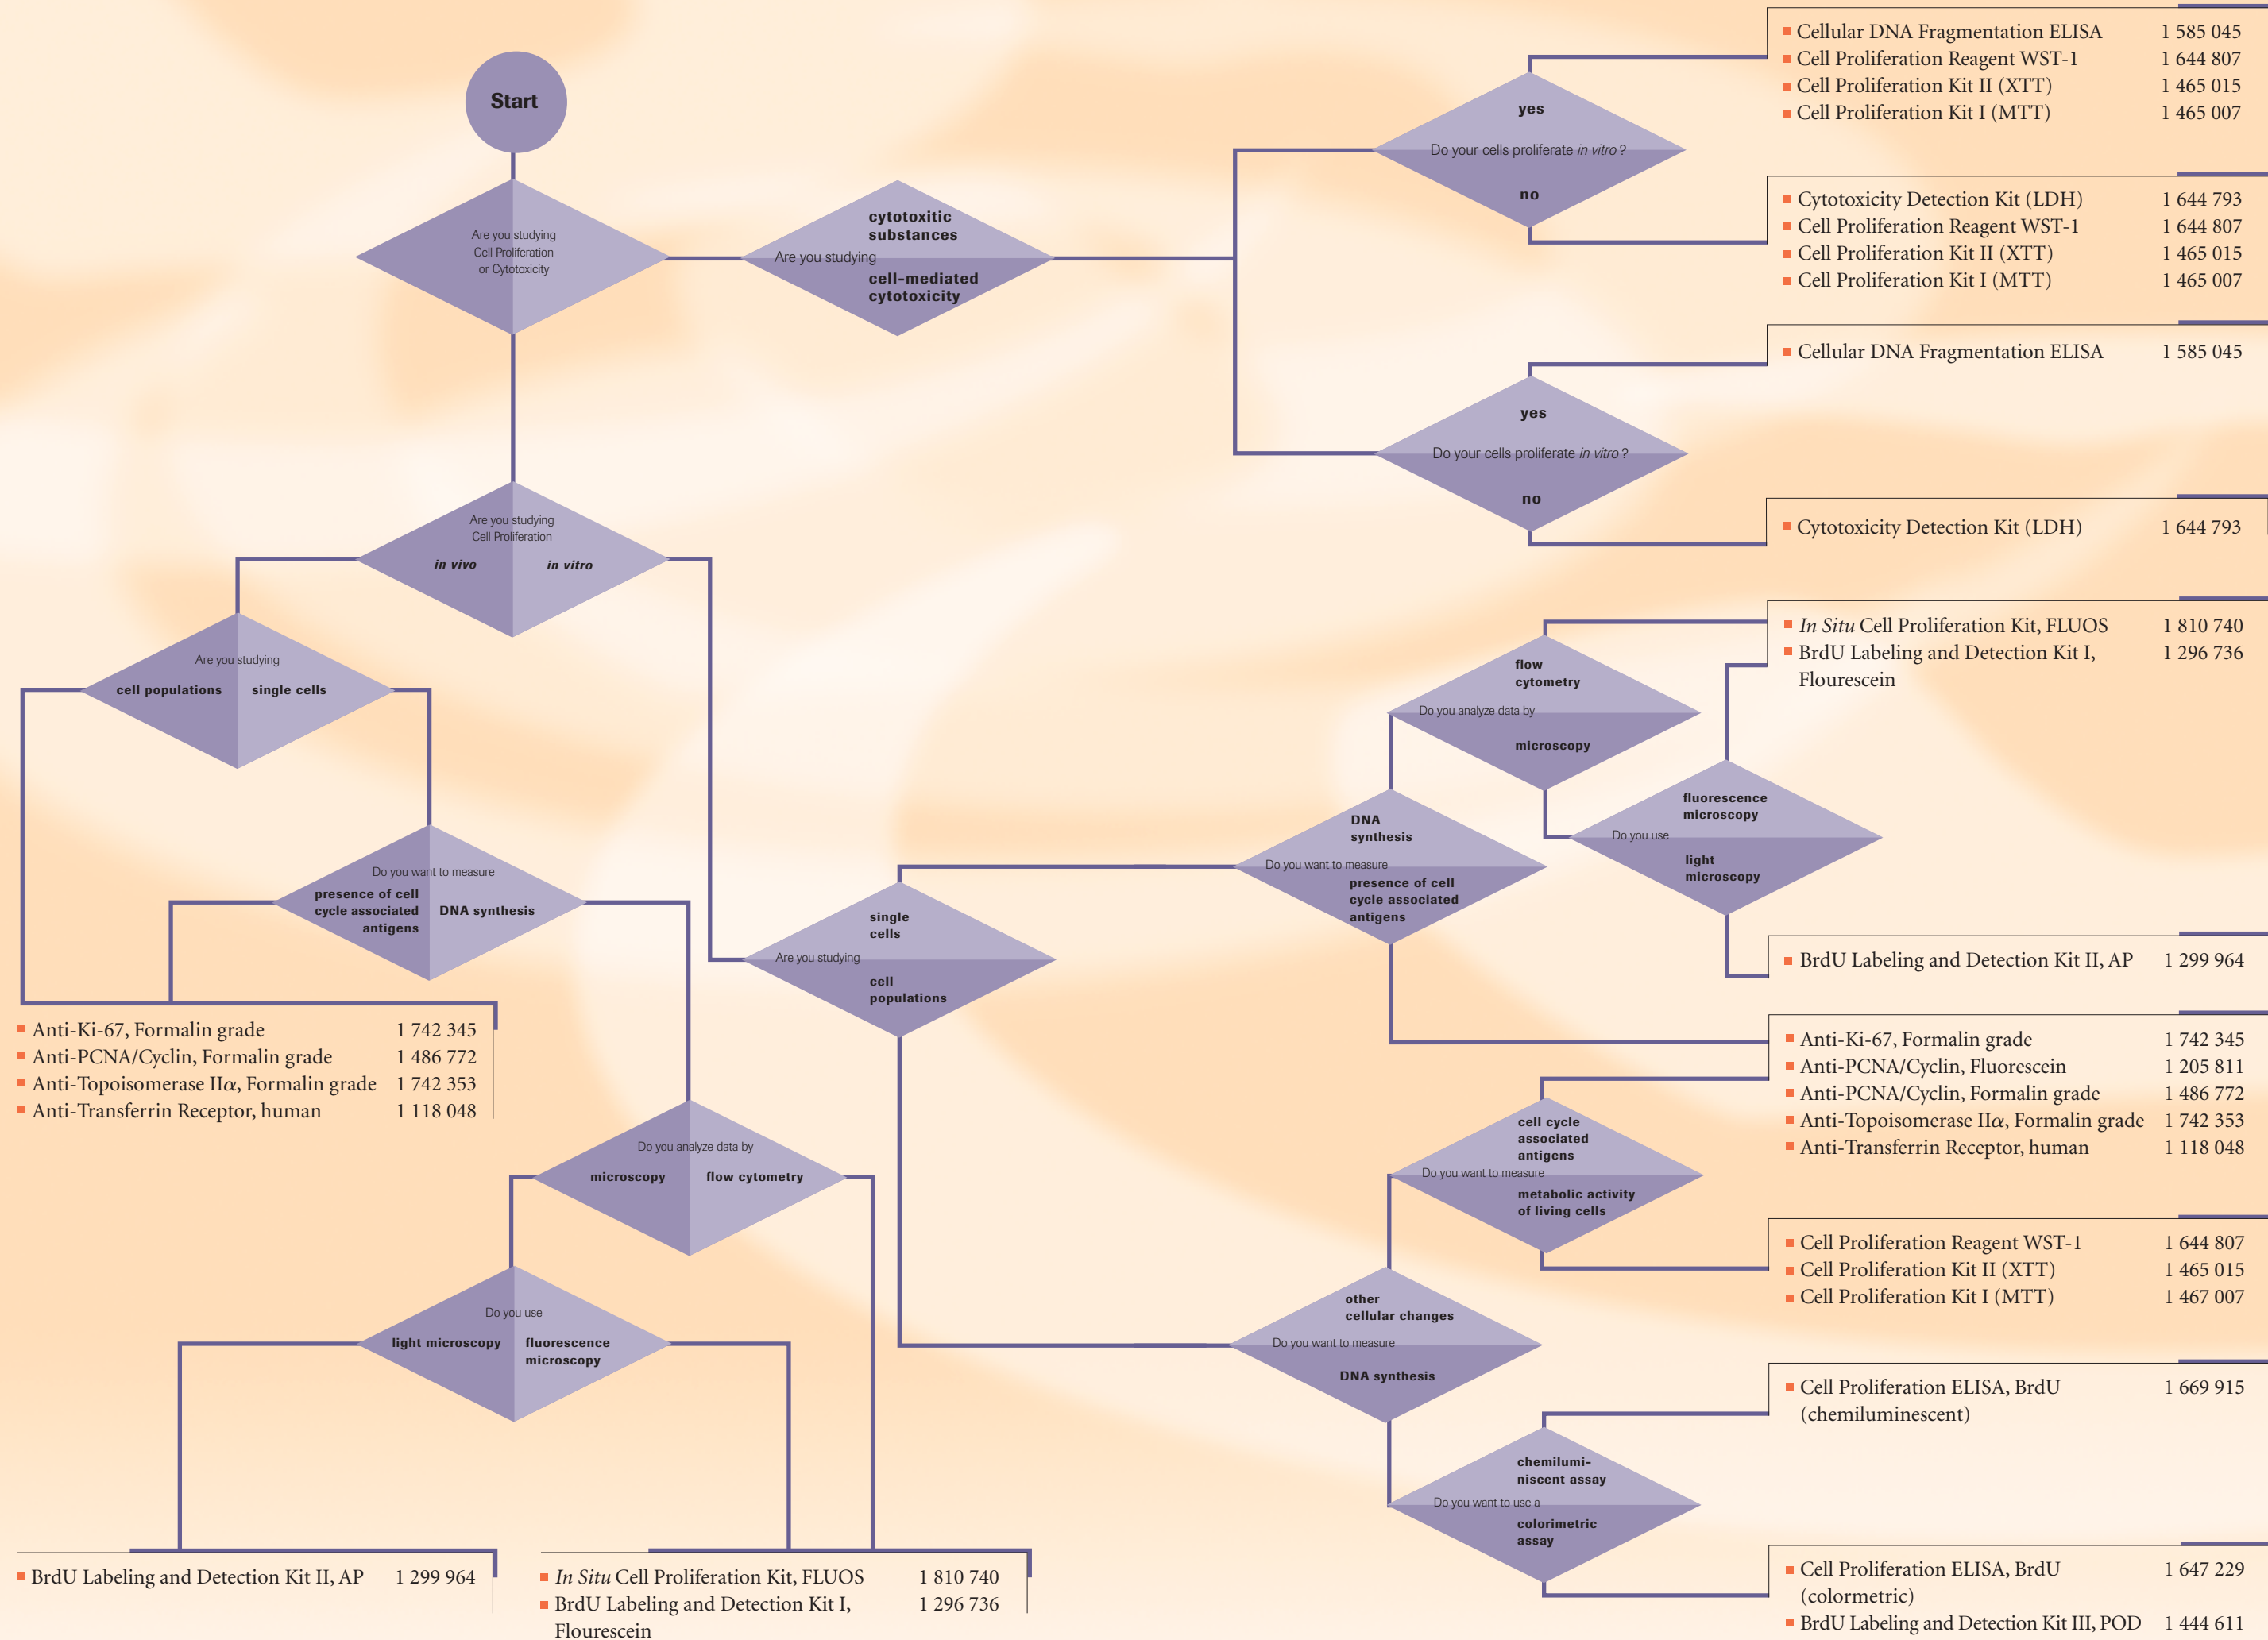 Start
Are you studying
Cell Proliferation
or Cytotoxicity
cytotoxitic
substances
Are you studying
cell-mediated
cytotoxicity
yes
Do your cells proliferate in vitro ?
no
Cellular DNA Fragmentation ELISA 1 585 045
Cell Proliferation Reagent WST-1 1 644 807
Cell Proliferation Kit II (XTT) 1 465 015
Cell Proliferation Kit I (MTT) 1 465 007
Cytotoxicity Detection Kit (LDH) 1 644 793
Cell Proliferation Reagent WST-1 1 644 807
Cell Proliferation Kit II (XTT) 1 465 015
Cell Proliferation Kit I (MTT) 1 465 007
yes
Do your cells proliferate in vitro ?
no
Cellular DNA Fragmentation ELISA 1 585 045
Cytotoxicity Detection Kit (LDH) 1 644 793
Are you studying
Cell Proliferation
in vivo in vitro
Are you studying
cell populations single cells
Do you want to measure
presence of cell
cycle associated
antigens
DNA synthesis
Anti-Ki-67, Formalin grade 1 742 345
Anti-PCNA/Cyclin, Formalin grade 1 486 772
Anti-Topoisomerase IIα, Formalin grade 1 742 353
Anti-Transferrin Receptor, human 1 118 048
Do you analyze data by
microscopy flow cytometry
Do you use
light microscopy
fluorescence
microscopy
BrdU Labeling and Detection Kit II, AP 1 299 964
In Situ Cell Proliferation Kit, FLUOS 1 810 740
BrdU Labeling and Detection Kit I, 1 296 736
Flourescein
single
cells
Are you studying
cell
populations
DNA
synthesis
Do you want to measure
presence of cell
cycle associated
antigens
flow
cytometry
Do you analyze data by
microscopy
fluorescence
microscopy
Do you use
light
microscopy
In Situ Cell Proliferation Kit, FLUOS 1 810 740
BrdU Labeling and Detection Kit I, 1 296 736
Flourescein
BrdU Labeling and Detection Kit II, AP 1 299 964
Anti-Ki-67, Formalin grade 1 742 345
Anti-PCNA/Cyclin, Fluorescein 1 205 811
Anti-PCNA/Cyclin, Formalin grade 1 486 772
Anti-Topoisomerase IIα, Formalin grade 1 742 353
Anti-Transferrin Receptor, human 1 118 048
cell cycle
associated
antigens
Do you want to measure
metabolic activity
of living cells
Cell Proliferation Reagent WST-1 1 644 807
Cell Proliferation Kit II (XTT) 1 465 015
Cell Proliferation Kit I (MTT) 1 467 007
other
cellular changes
Do you want to measure
DNA synthesis
chemilumi-
niscent assay
Do you want to use a
colorimetric
assay
Cell Proliferation ELISA, BrdU 1 669 915
(chemiluminescent)
Cell Proliferation ELISA, BrdU 1 647 229
(colormetric)
BrdU Labeling and Detection Kit III, POD 1 444 611